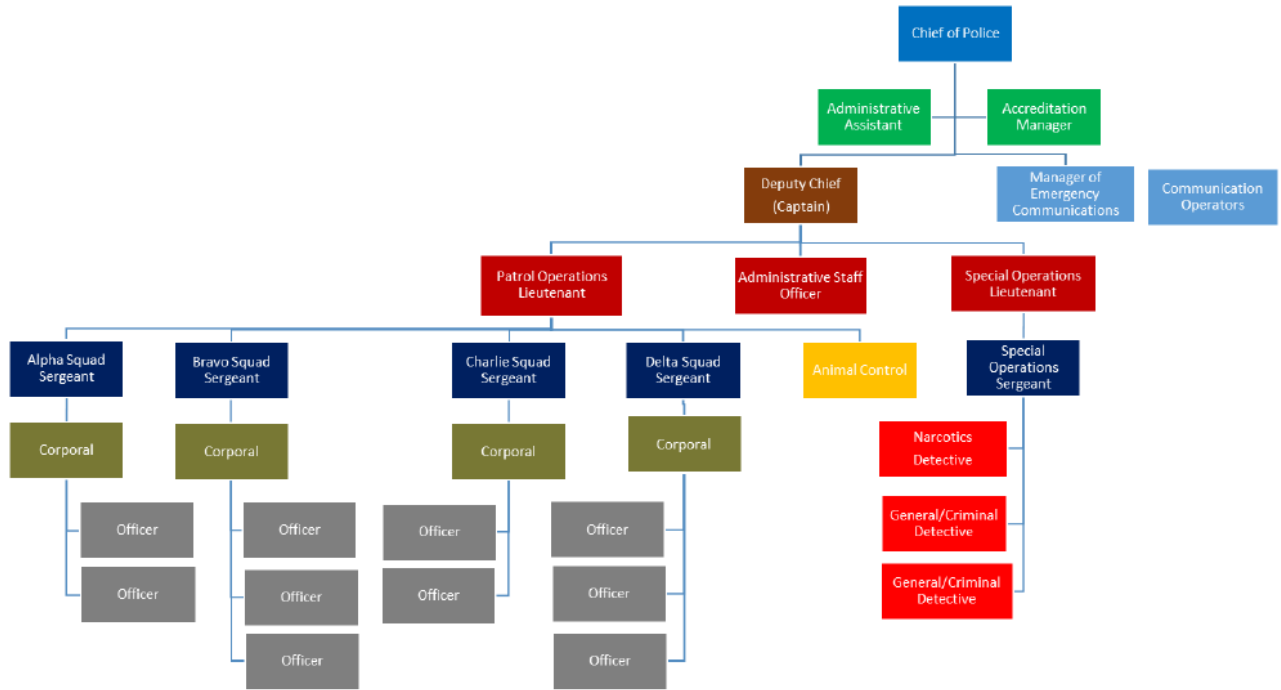 Chief of Police
Administrative
Assistant
Accreditation
Manager
Deputy Chief
(Captain)
Manager of
Emergency
Communications
Communication
Operators
Patrol Operations
Lieutenant
Administrative Staff
Officer
Special Operations
Lieutenant
Alpha Squad
Sergeant
Bravo Squad
Sergeant
Charlie Squad
Sergeant
Delta Squad
Sergeant
Animal Control
Special
Operations
Sergeant
Corporal
Corporal
Corporal
Corporal
Narcotics
Detective
Officer
Officer
Officer
Officer
General/Criminal
Detective
Officer
Officer
Officer
Officer
General/Criminal
Detective
Officer
Officer